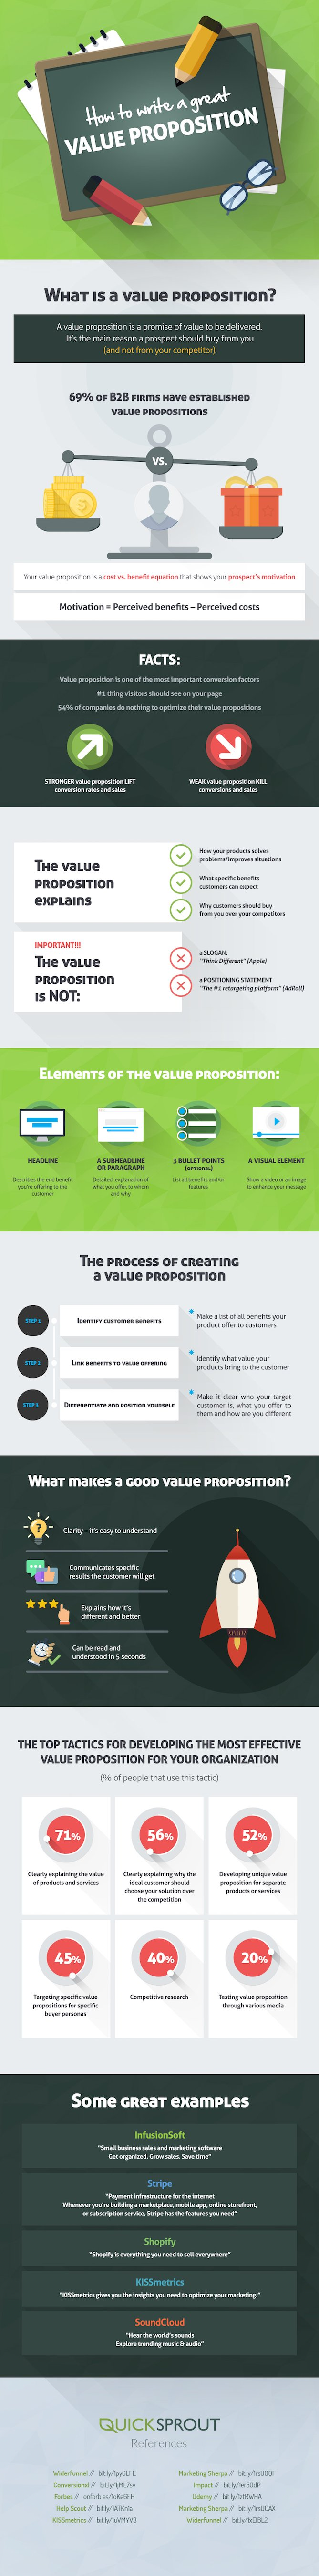 How to write a great
VALUE PROPOSITION
WHAT IS A VALUE PROPOSITION?
A value proposition is a promise of value to be delivered.
It's the main reason a prospect should buy from you
(and not from your competitor).
69% OF B2B FIRMS HAVE ESTABLISHED
VALUE PROPOSITIONS
VS.
Your value proposition is a cost vs. benefit equation that shows your prospect's motivation
Motivation = Perceived benefits – Perceived costs
FACTS:
Value proposition is one of the most important conversion factors
#1 thing visitors should see on your page
54% of companies do nothing to optimize their value propositions
STRONGER value proposition LIFT
conversion rates and sales
WEAK value proposition KILL
conversions and sales
The value
proposition
explains
How your products solves
problems/improves situations
What specific benefits
customers can expect
Why customers should buy
from you over your competitors
IMPORTANT!!!
The value
proposition
is NOT:
a SLOGAN:
"Think Different" (Apple)
a POSITIONING STATEMENT
"The #1 retargeting platform" (AdRoll)
Elements of the value proposition:
HEADLINE
Describes the end benefit
you're offering to the
customer
A SUBHEADLINE
OR PARAGRAPH
Detailed explanation of
what you offer, to whom
and why
3 BULLET POINTS
(OPTIONAL)
List all benefits and/or
features
A VISUAL ELEMENT
Show a video or an image
to enhance your message
The process of creating
a value proposition
STEP 1
Identify customer benefits
Make a list of all benefits your
product offer to customers
STEP 2
Link benefits to value offering
Identify what value your
products bring to the customer
STEP 3
Differentiate and position yourself
Make it clear who your target
customer is, what you offer to
them and how are you different
What makes a good value proposition?
Clarity – it's easy to understand
Communicates specific
results the customer will get
Explains how it's
different and better
Can be read and
understood in 5 seconds
THE TOP TACTICS FOR DEVELOPING THE MOST EFFECTIVE
VALUE PROPOSITION FOR YOUR ORGANIZATION
(% of people that use this tactic)
71%
Clearly explaining the value
of products and services
56%
Clearly explaining why the
ideal customer should
choose your solution over
the competition
52%
Developing unique value
proposition for separate
products or services
45%
Targeting specific value
propositions for specific
buyer personas
40%
Competitive research
20%
Testing value proposition
through various media
Some great examples
InfusionSoft
"Small business sales and marketing software
Get organized. Grow sales. Save time"
Stripe
"Payment infrastructure for the internet
Whenever you're building a marketplace, mobile app, online storefront,
or subscription service, Stripe has the features you need"
Shopify
"Shopify is everything you need to sell everywhere"
KISSmetrics
"KISSmetrics gives you the insights you need to optimize your marketing."
SoundCloud
"Hear the world's sounds
Explore trending music & audio"
QUICKSPROUT
References
Widerfunnel //
Conversionxl //
Forbes //
Help Scout //
KISSmetrics //
Marketing Sherpa //
Impact //
Udemy //
Marketing Sherpa //
Widerfunnel //